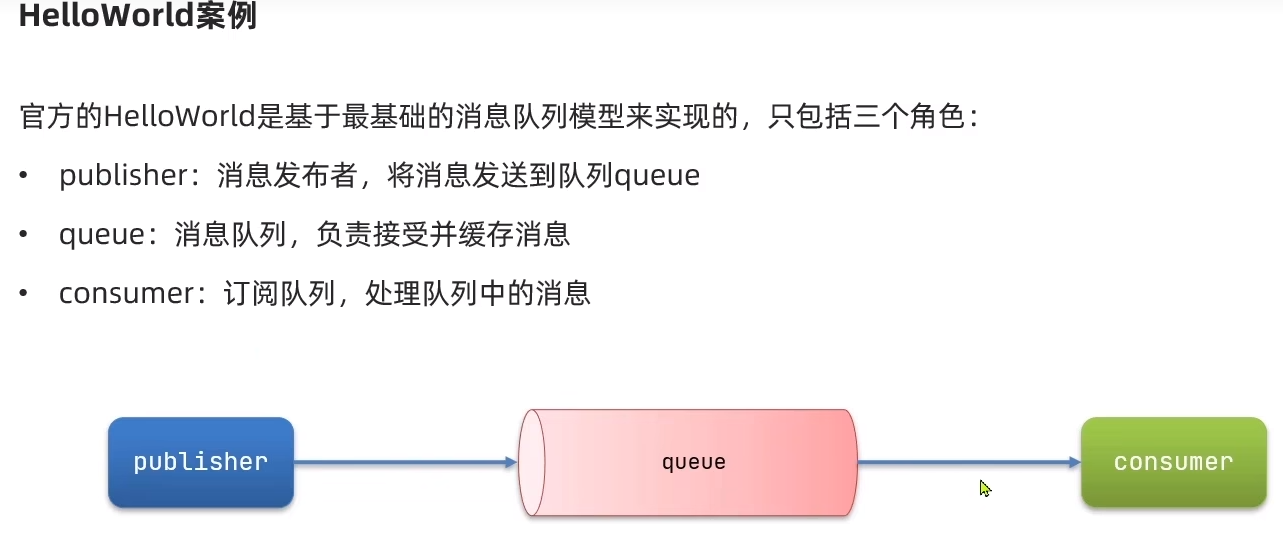 HelloWorld案例
官方的HelloWorld是基于最基础的消息队列模型来实现的，只包括三个角色：
• publisher：消息发布者，将消息发送到队列queue
• queue：消息队列，负责接受并缓存消息
• consumer：订阅队列，处理队列中的消息
publisher queue consumer